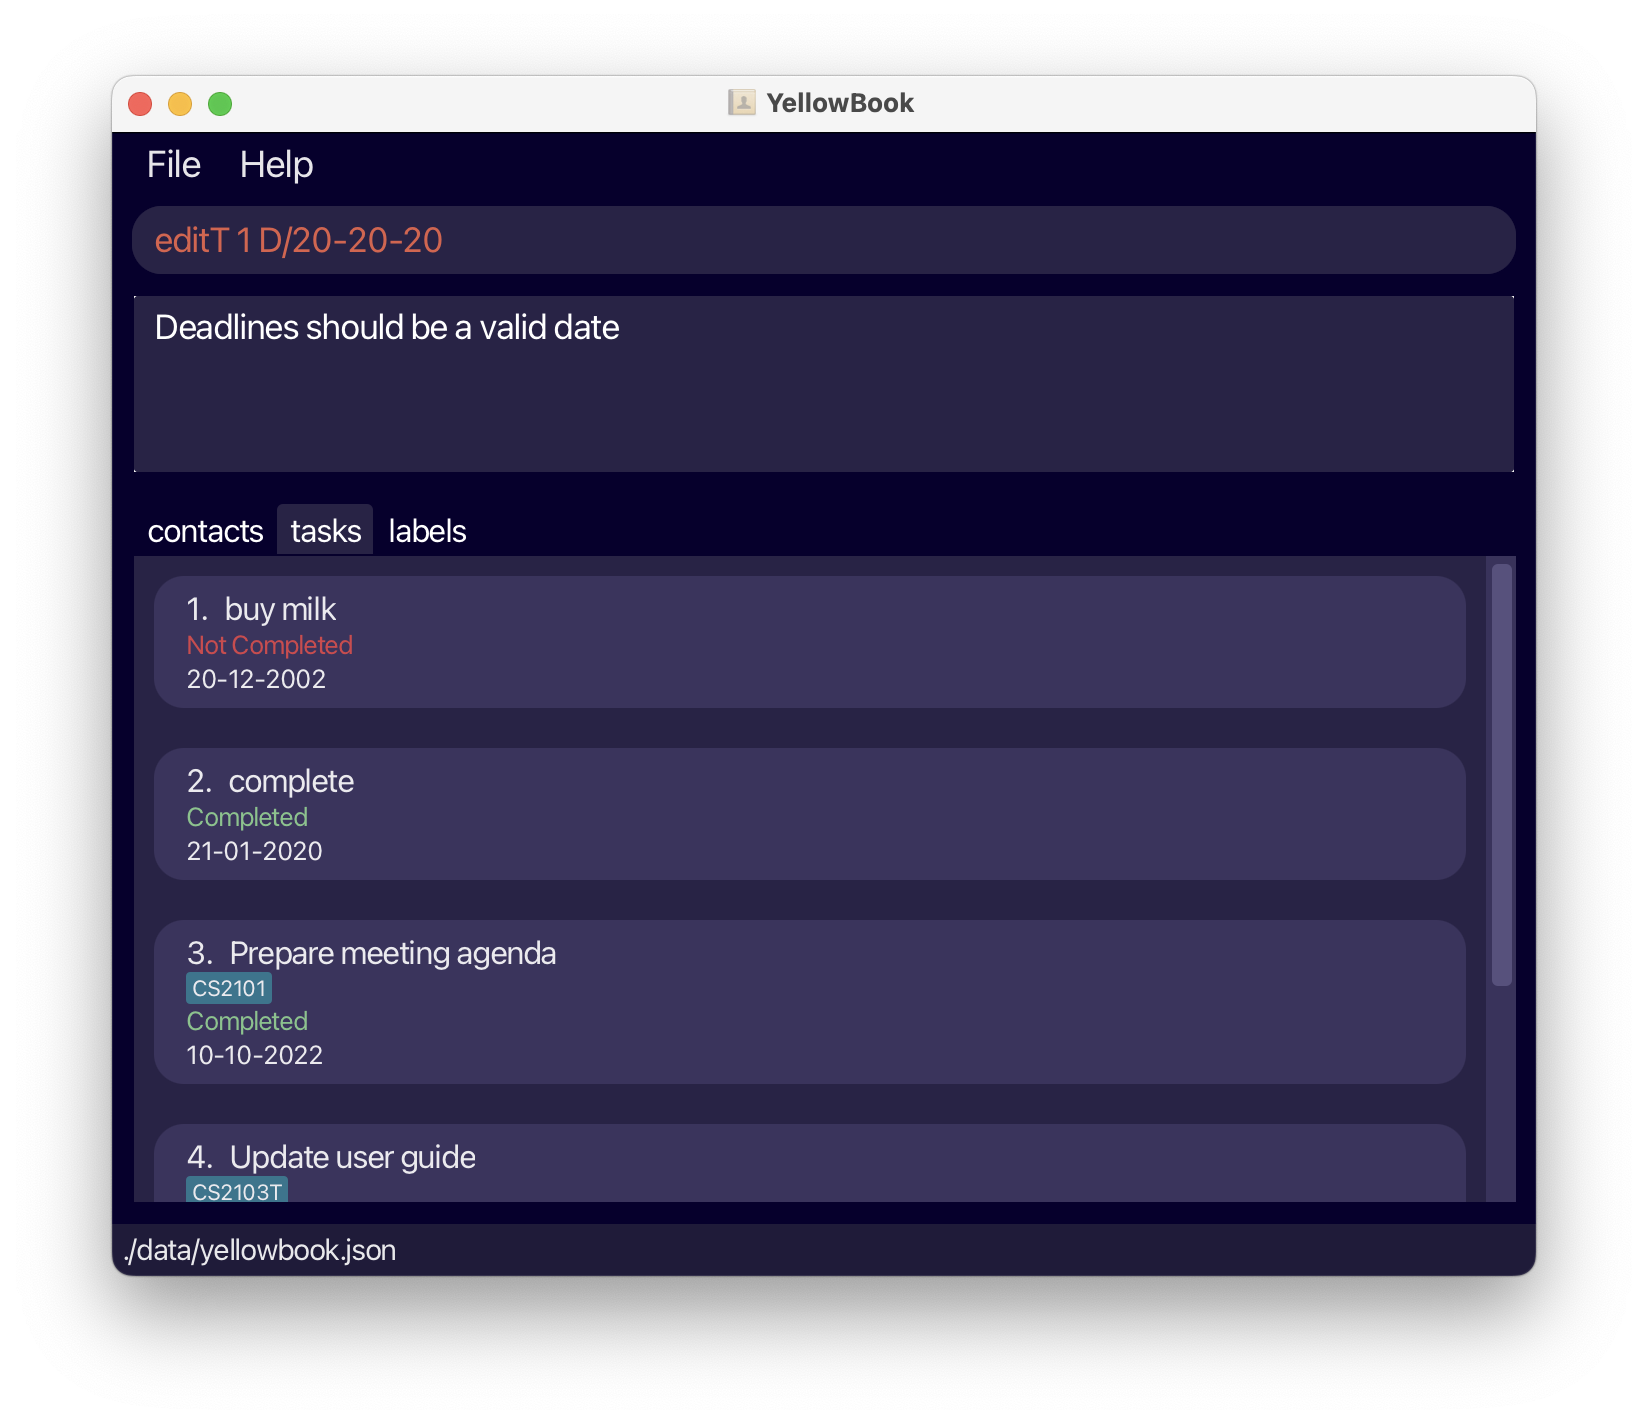 YellowBook
File Help
editT 1 D/20-20-20
Deadlines should be a valid date
contacts tasks labels
1. buy milk
Not Completed
20-12-2002
2. complete
Completed
21-01-2020
3. Prepare meeting agenda
CS2101
Completed
10-10-2022
4. Update user guide
CS2103T
./data/yellowbook.json